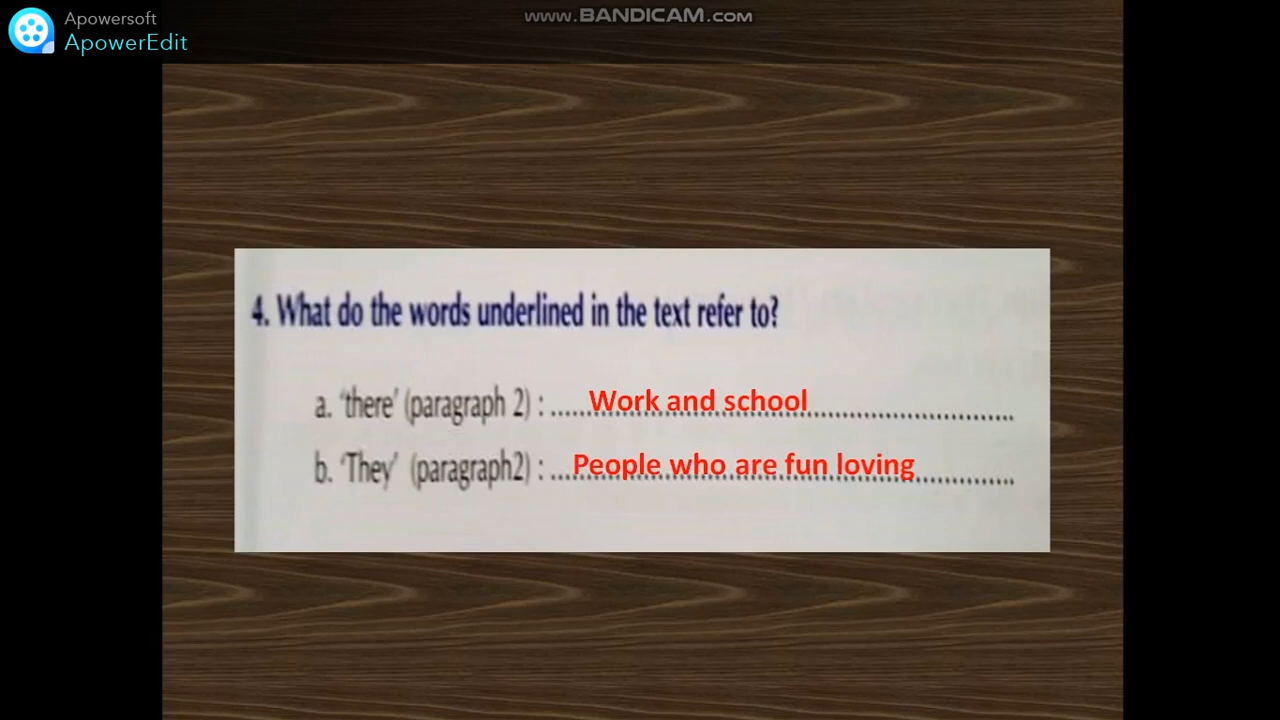 Apowersoft
ApowerEdit
www.BANDICAM.com
4. What do the words underlined in the text refer to?
a. 'there' (paragraph 2) : ...... Work and school ..............................
b. 'They' (paragraph2) : ... People who are fun loving ...............